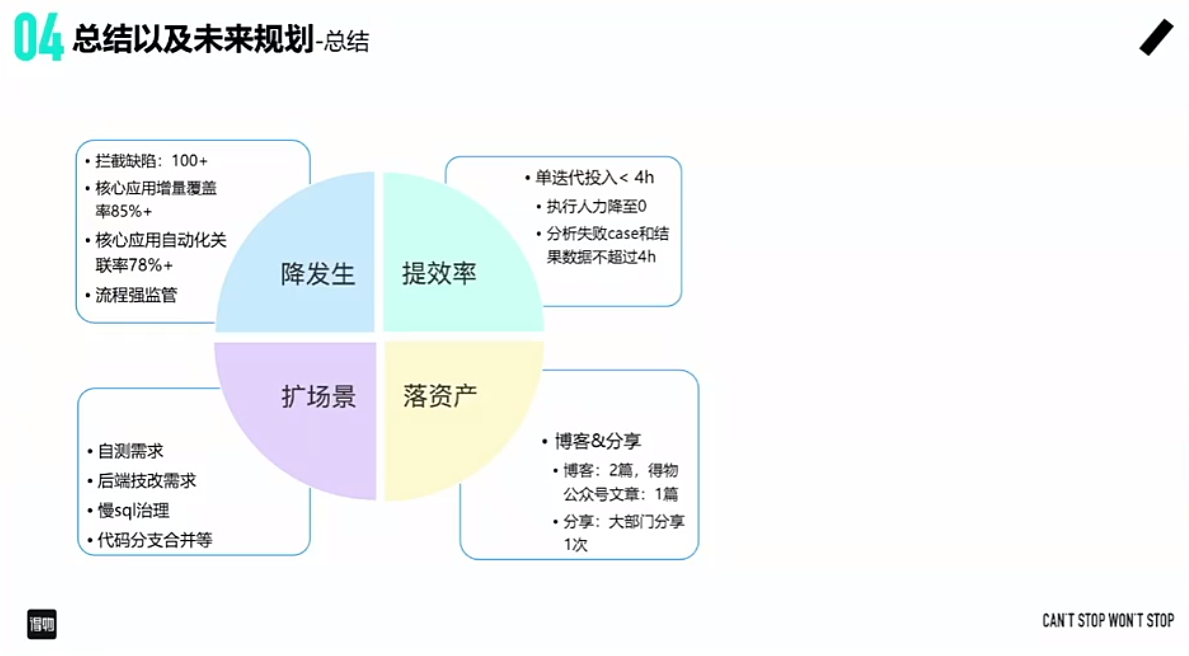 04 总结以及未来规划-总结
• 拦截缺陷：100+
• 核心应用增量覆盖
率85%+
• 核心应用自动化关
联率78%+
• 流程强监管
• 单迭代投入< 4h
• 执行人力降至0
• 分析失败case和结
果数据不超过4h
降发生
提效率
扩场景
落资产
• 自测需求
• 后端技改需求
• 慢sql治理
• 代码分支合并等
• 博客&分享
• 博客：2篇，得物
公众号文章：1篇
• 分享：大部门分享
1次
得物
CAN'T STOP WON'T STOP